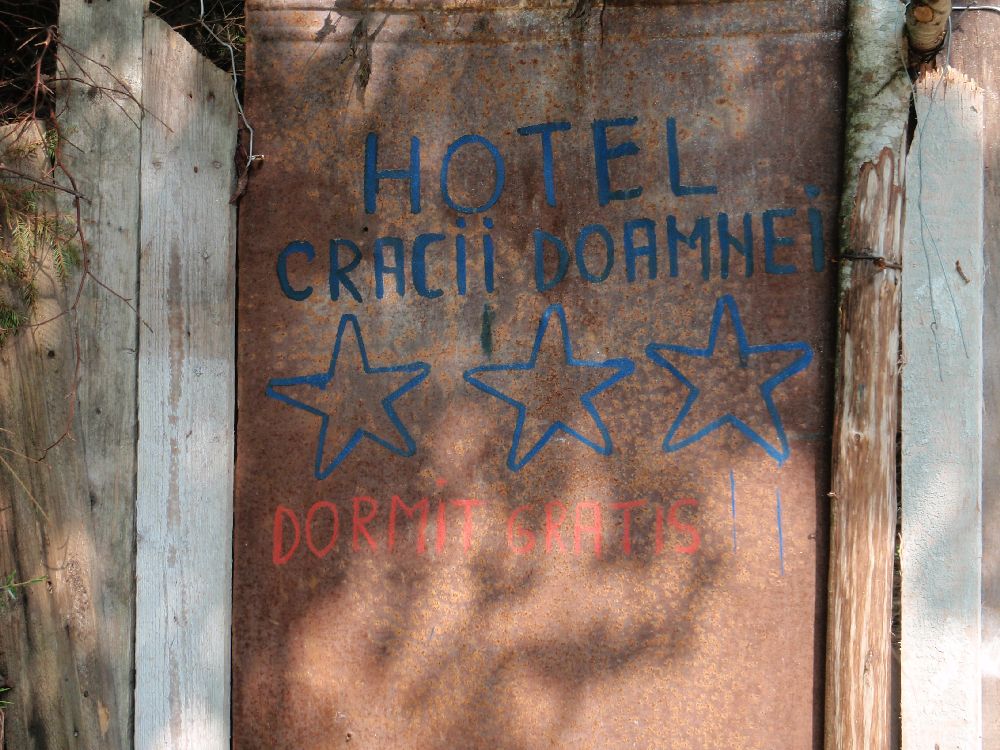 HOTEL
CRACii DOAMNEi
DORMiT GRATIS !!